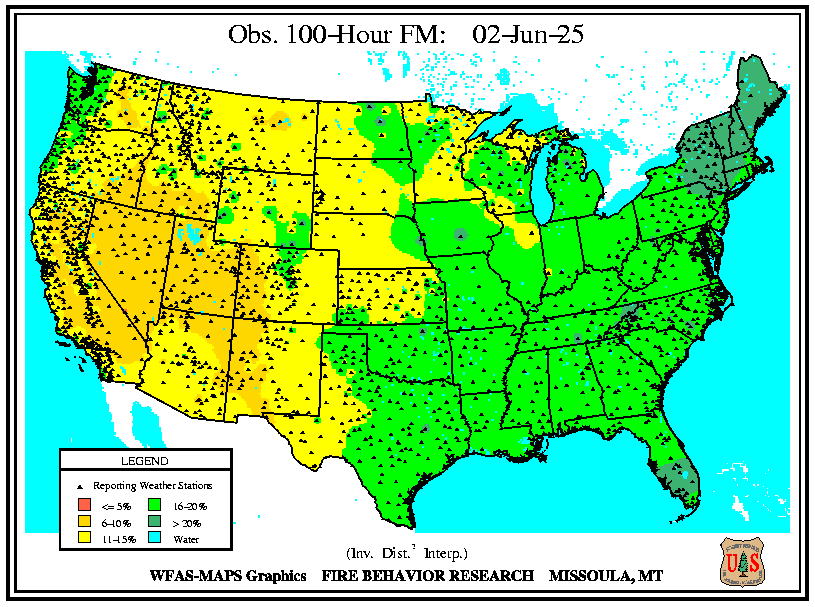 Obs. 100-Hour FM: 02-Jun-25
LEGEND
Reporting Weather Stations
<= 5%
16-20%
6-10%
> 20%
11-15%
Water
(Inv. Dist.² Interp.)
WFAS-MAPS Graphics FIRE BEHAVIOR RESEARCH MISSOULA, MT
U S